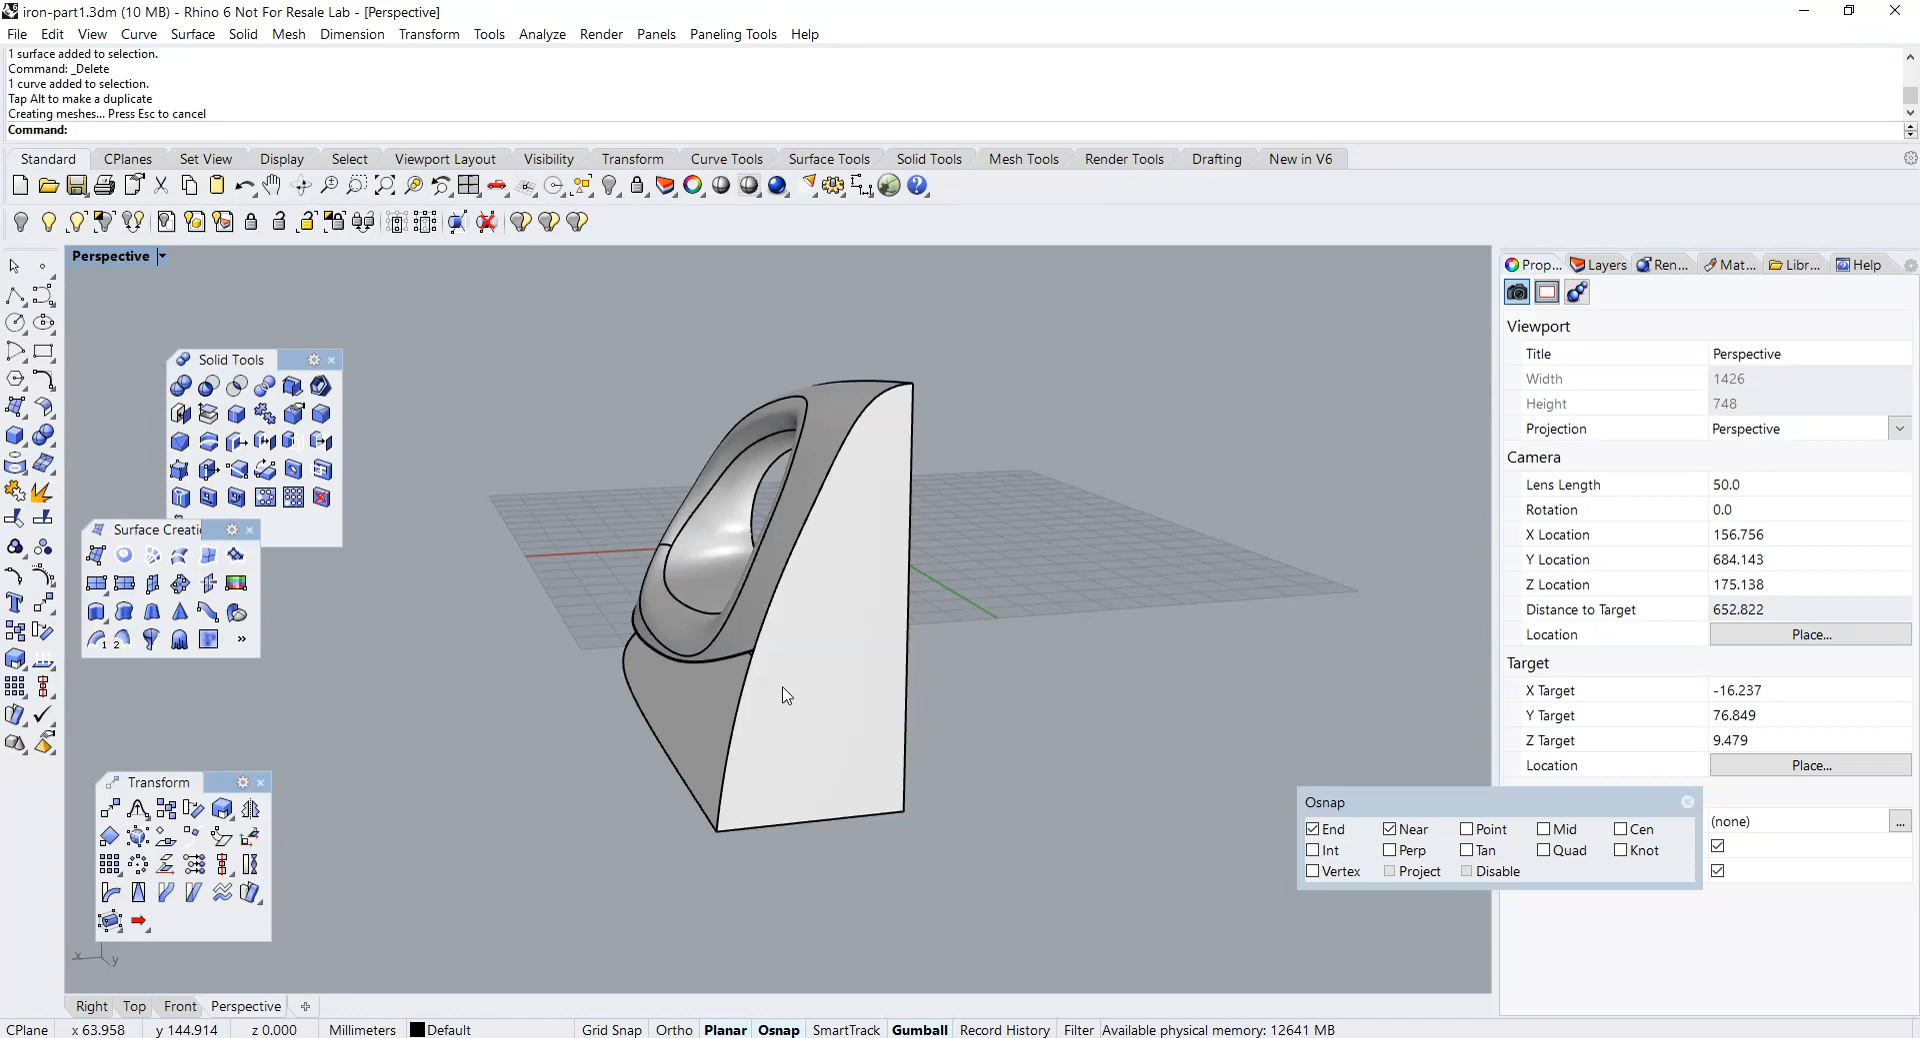 iron-part1.3dm (10 MB) - Rhino 6 Not For Resale Lab - [Perspective]
File Edit View Curve Surface Solid Mesh Dimension Transform Tools Analyze Render Panels Paneling Tools Help
1 surface added to selection.
Command: _Delete
1 curve added to selection.
Tap Alt to make a duplicate
Creating meshes... Press Esc to cancel
Command:
Standard CPlanes Set View Display Select Viewport Layout Visibility Transform Curve Tools Surface Tools Solid Tools Mesh Tools Render Tools Drafting New in V6
Perspective
Prop... Layers Ren... Mat... Libr... Help
Viewport
Title Perspective
Width 1426
Height 748
Projection Perspective
Camera
Lens Length 50.0
Rotation 0.0
X Location 156.756
Y Location 684.143
Z Location 175.138
Distance to Target 652.822
Location Place...
Target
X Target -16.237
Y Target 76.849
Z Target 9.479
Location Place...
(none) ...
Solid Tools
Surface Creati
1 2 »
Transform
Osnap
End Near Point Mid Cen
Int Perp Tan Quad Knot
Vertex Project Disable
x y
Right Top Front Perspective
CPlane x 63.958 y 144.914 z 0.000 Millimeters Default Grid Snap Ortho Planar Osnap SmartTrack Gumball Record History Filter Available physical memory: 12641 MB